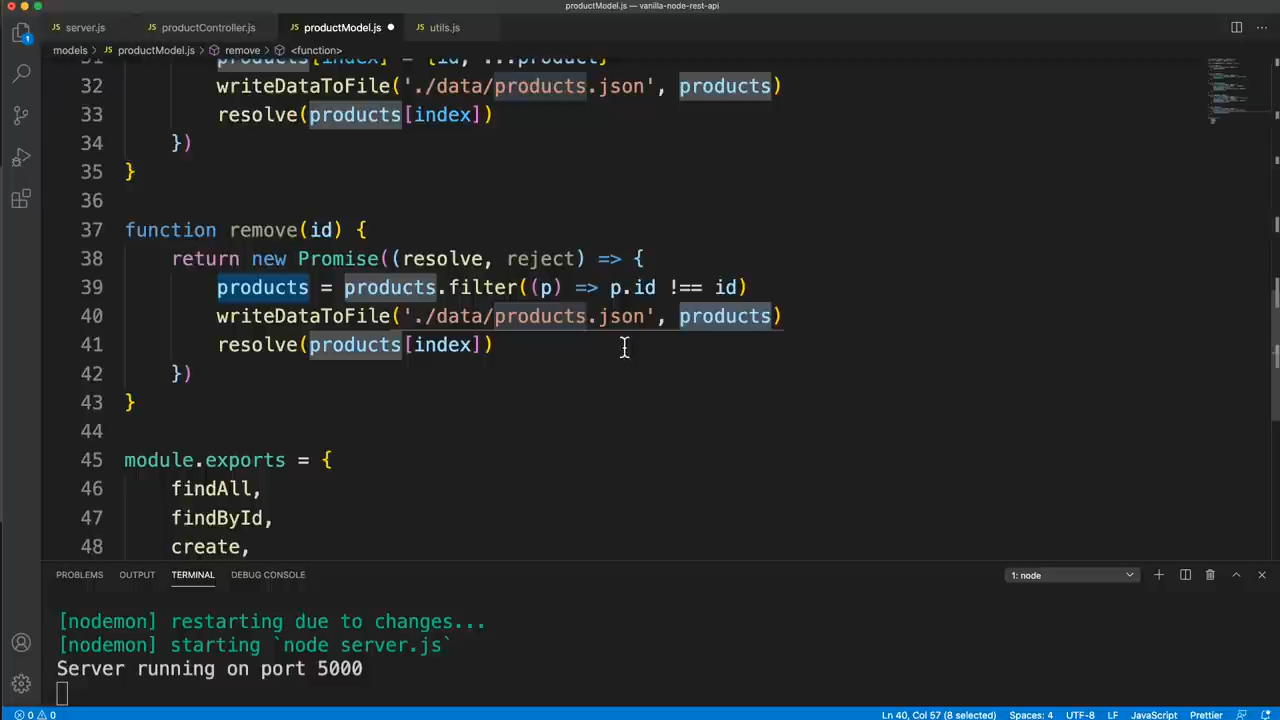 productModel.js — vanilla-node-rest-api
JS server.js JS productController.js JS productModel.js JS utils.js
models > JS productModel.js > remove > <function>
31 products[index] = {id, ...product}
32 writeDataToFile('./data/products.json', products)
33 resolve(products[index])
34 })
35 }
36
37 function remove(id) {
38 return new Promise((resolve, reject) => {
39 products = products.filter((p) => p.id !== id)
40 writeDataToFile('./data/products.json', products)
41 resolve(products[index])
42 })
43 }
44
45 module.exports = {
46 findAll,
47 findById,
48 create,
PROBLEMS OUTPUT TERMINAL DEBUG CONSOLE 1: node
[nodemon] restarting due to changes...
[nodemon] starting `node server.js`
Server running on port 5000
0 0 Ln 40, Col 57 (8 selected) Spaces: 4 UTF-8 LF JavaScript Prettier